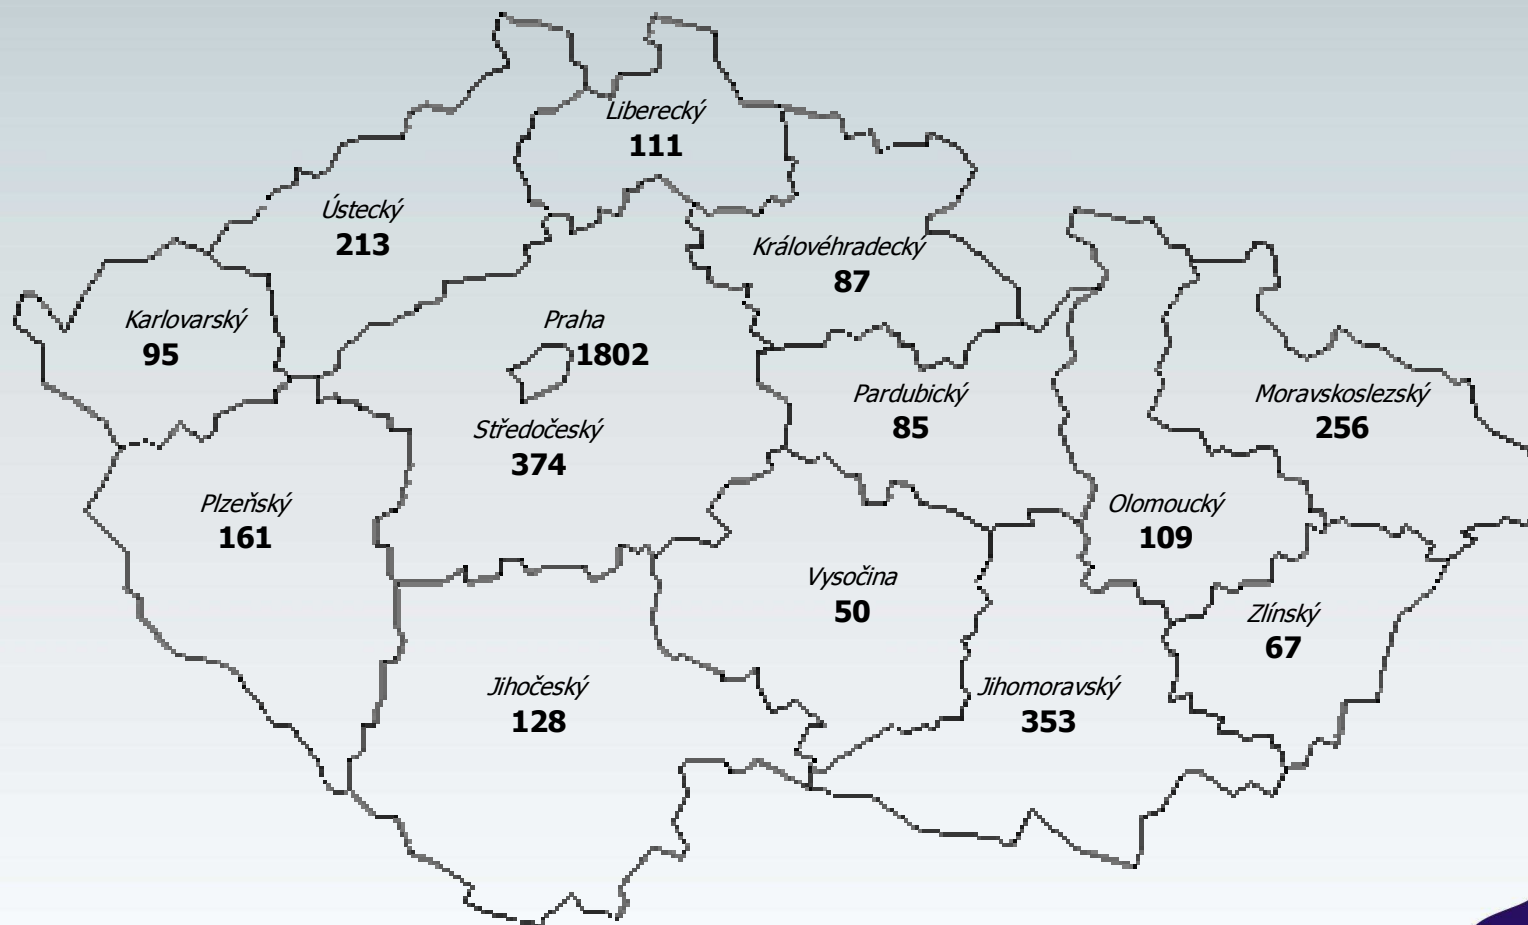 Liberecký
111
Ústecký
213
Královéhradecký
87
Karlovarský
95
Praha
1802
Pardubický
85
Moravskoslezský
256
Středočeský
374
Plzeňský
161
Olomoucký
109
Vysočina
50
Zlínský
67
Jihočeský
128
Jihomoravský
353